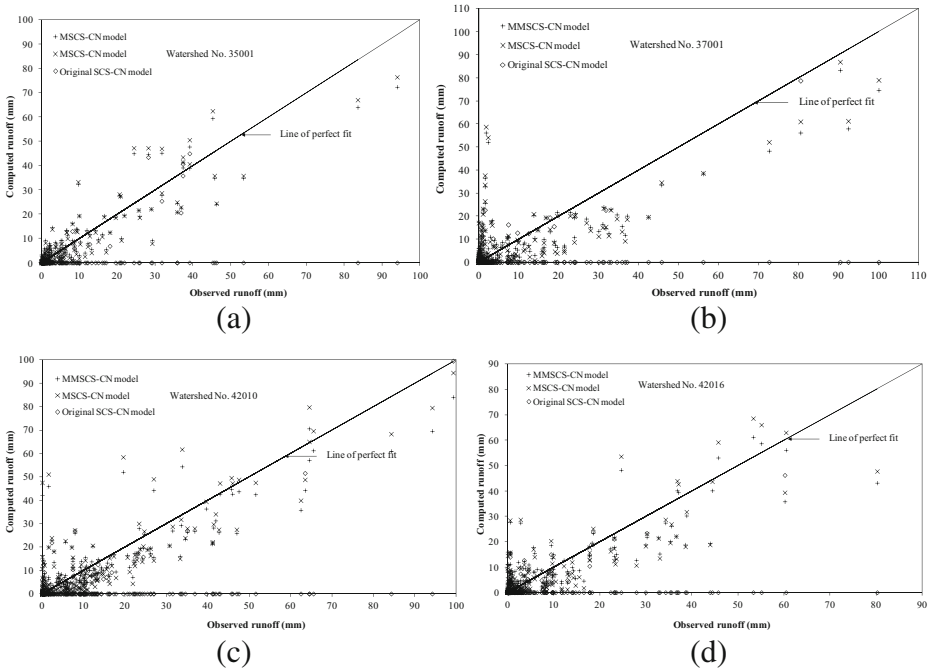 100
90
80
70
60
50
40
30
20
10
0
Computed runoff (mm)
+ MSCS-CN model
× MSCS-CN model
◇ Original SCS-CN model
Watershed No. 35001
Line of perfect fit
0 10 20 30 40 50 60 70 80 90 100
Observed runoff (mm)
(a)
110
100
90
80
70
60
50
40
30
20
10
0
Computed runoff (mm)
+ MMSCS-CN model
× MSCS-CN model
◇ Original SCS-CN model
Watershed No. 37001
Line of perfect fit
0 10 20 30 40 50 60 70 80 90 100 110
Observed runoff (mm)
(b)
100
90
80
70
60
50
40
30
20
10
0
Computed runoff (mm)
+ MMSCS-CN model
× MSCS-CN model
◇ Original SCS-CN model
Watershed No. 42010
Line of perfect fit
0 10 20 30 40 50 60 70 80 90 100
Observed runoff (mm)
(c)
90
80
70
60
50
40
30
20
10
0
Computed runoff (mm)
+ MMSCS-CN model
× MSCS-CN model
◇ Original SCS-CN model
Watershed No. 42016
Line of perfect fit
0 10 20 30 40 50 60 70 80 90
Observed runoff (mm)
(d)